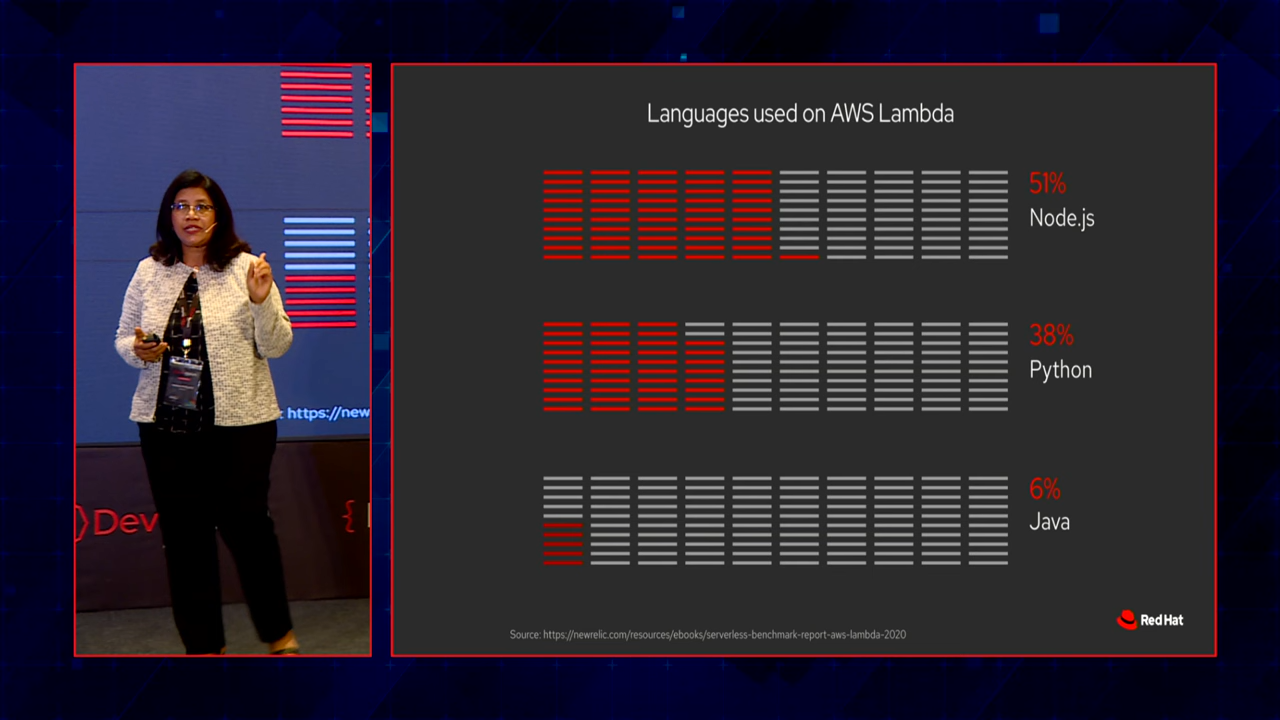 Languages used on AWS Lambda
51%
Node.js
38%
Python
6%
Java
Source: https://newrelic.com/resources/ebooks/serverless-benchmark-report-aws-lambda-2020
Red Hat
https://new
}Dev
{